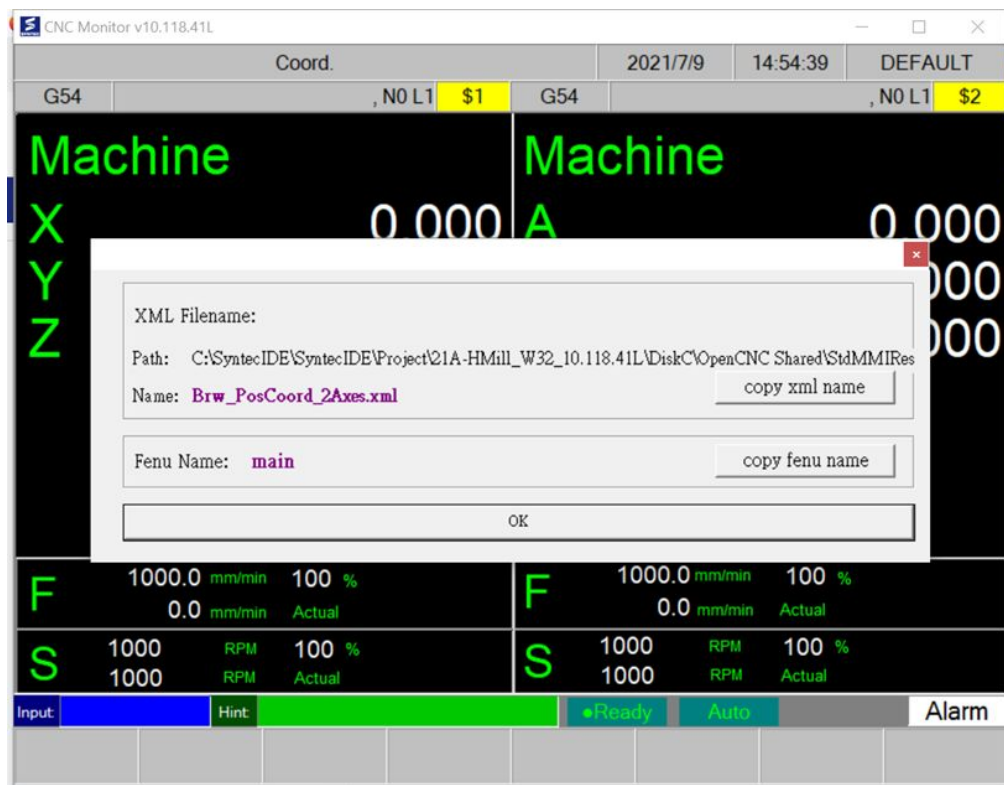 CNC Monitor v10.118.41L
Coord. 2021/7/9 14:54:39 DEFAULT
G54 , N0 L1 $1 G54 , N0 L1 $2
Machine Machine
X 0.000 A 0.000
Y 000
Z 000
XML Filename:
Path: C:\SyntecIDE\SyntecIDE\Project\21A-HMill_W32_10.118.41L\DiskC\OpenCNC Shared\StdMMIRes
copy xml name
Name: Brw_PosCoord_2Axes.xml
Fenu Name: main copy fenu name
OK
F 1000.0 mm/min 100 % F 1000.0 mm/min 100 %
0.0 mm/min Actual 0.0 mm/min Actual
S 1000 RPM 100 % S 1000 RPM 100 %
1000 RPM Actual 1000 RPM Actual
Input: Hint: ●Ready Auto Alarm